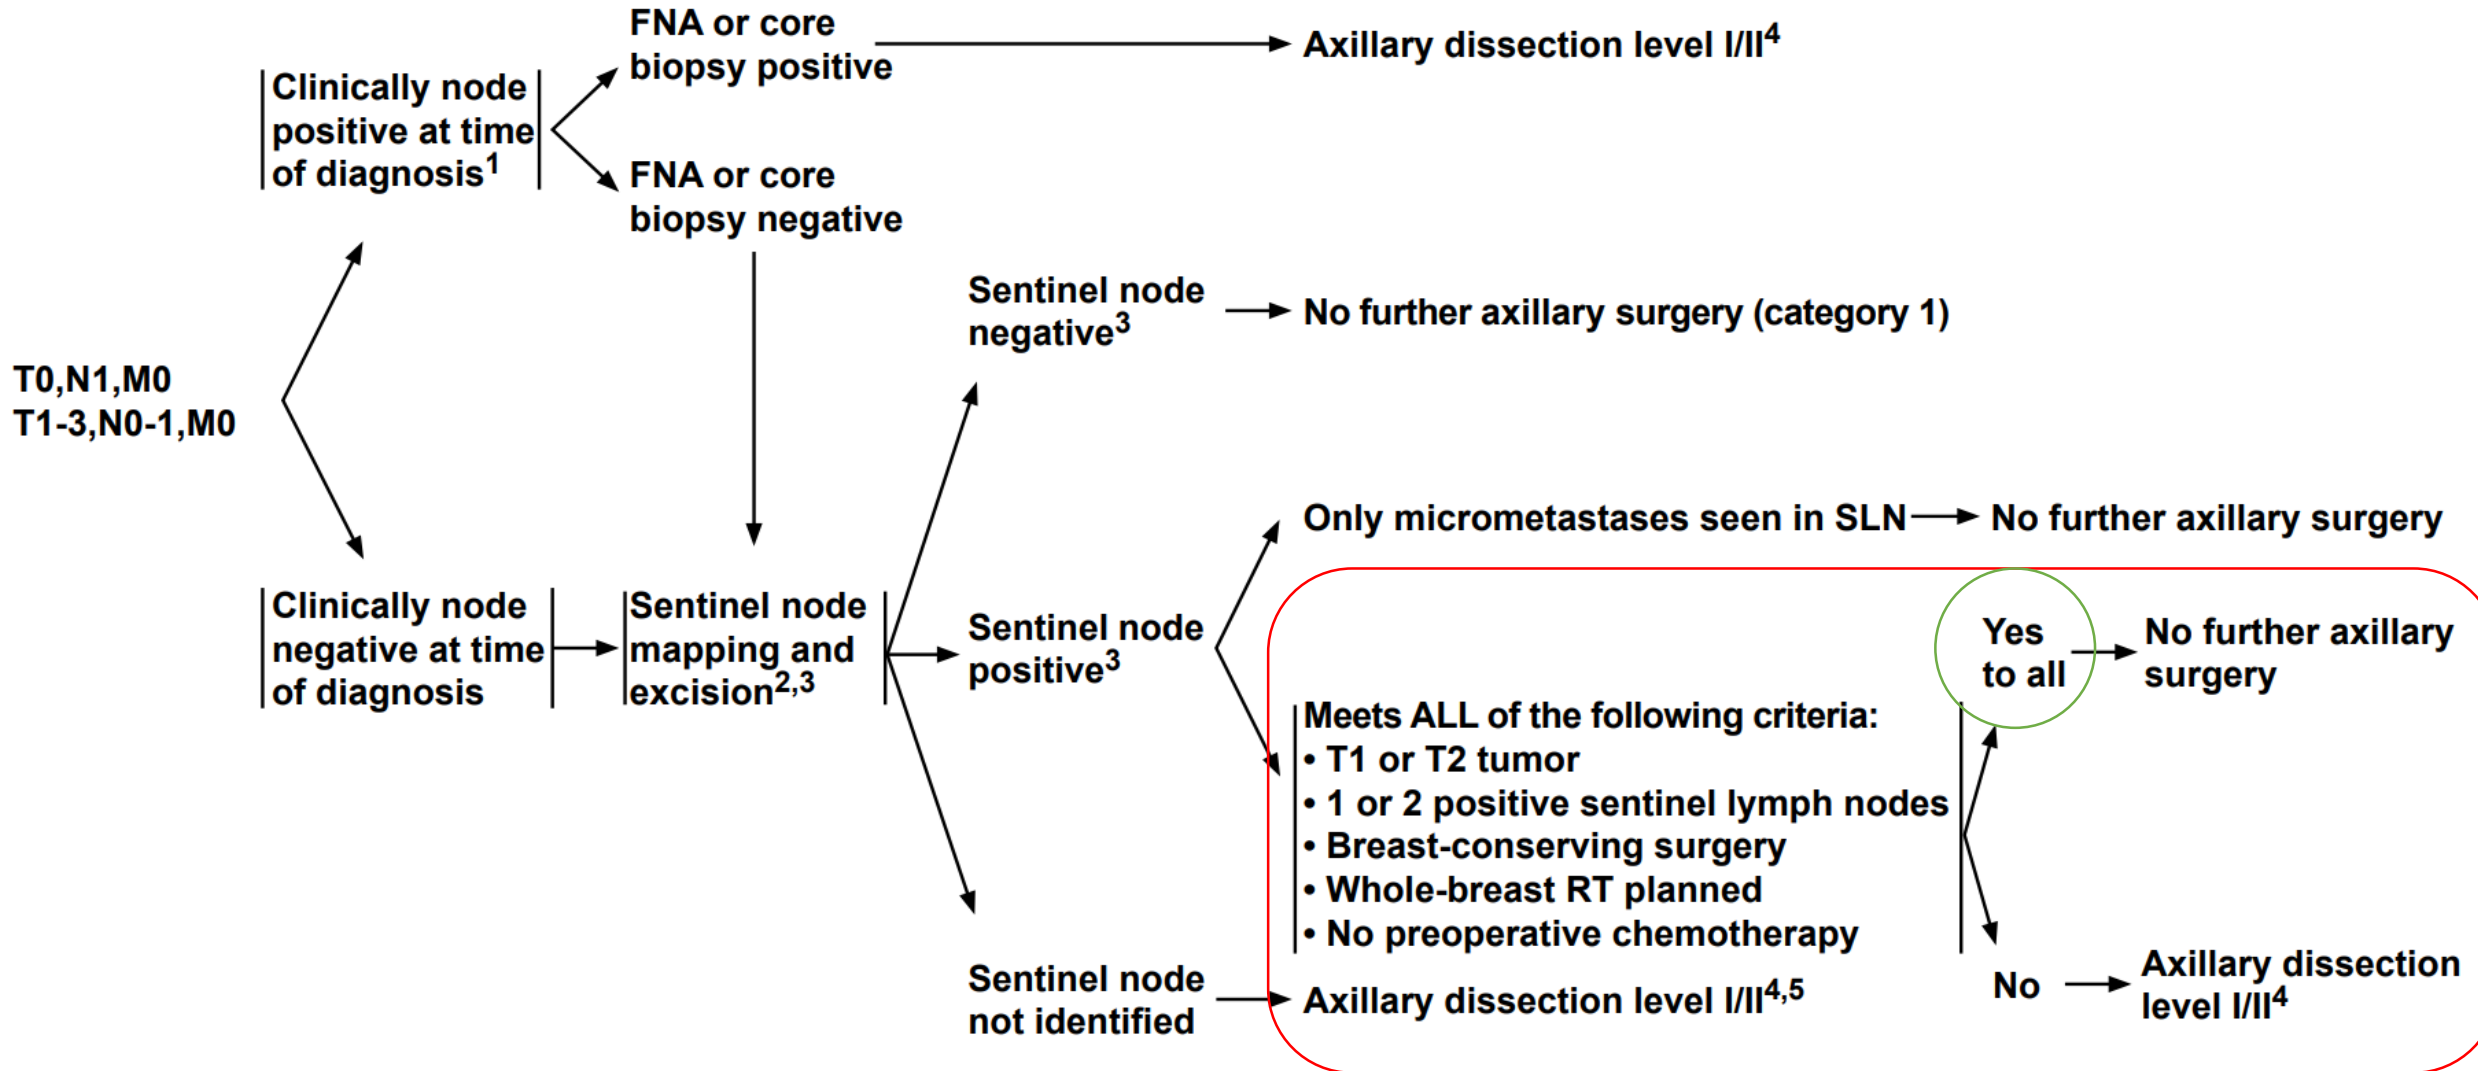 FNA or core
biopsy positive
Axillary dissection level I/II4
Clinically node
positive at time
of diagnosis1
FNA or core
biopsy negative
Sentinel node
negative3
No further axillary surgery (category 1)
T0,N1,M0
T1-3,N0-1,M0
Only micrometastases seen in SLN
No further axillary surgery
Clinically node
negative at time
of diagnosis
Sentinel node
mapping and
excision2,3
Sentinel node
positive3
Yes
to all
No further axillary
surgery
Meets ALL of the following criteria:
• T1 or T2 tumor
• 1 or 2 positive sentinel lymph nodes
• Breast-conserving surgery
• Whole-breast RT planned
• No preoperative chemotherapy
Sentinel node
not identified
Axillary dissection level I/II4,5
No
Axillary dissection
level I/II4